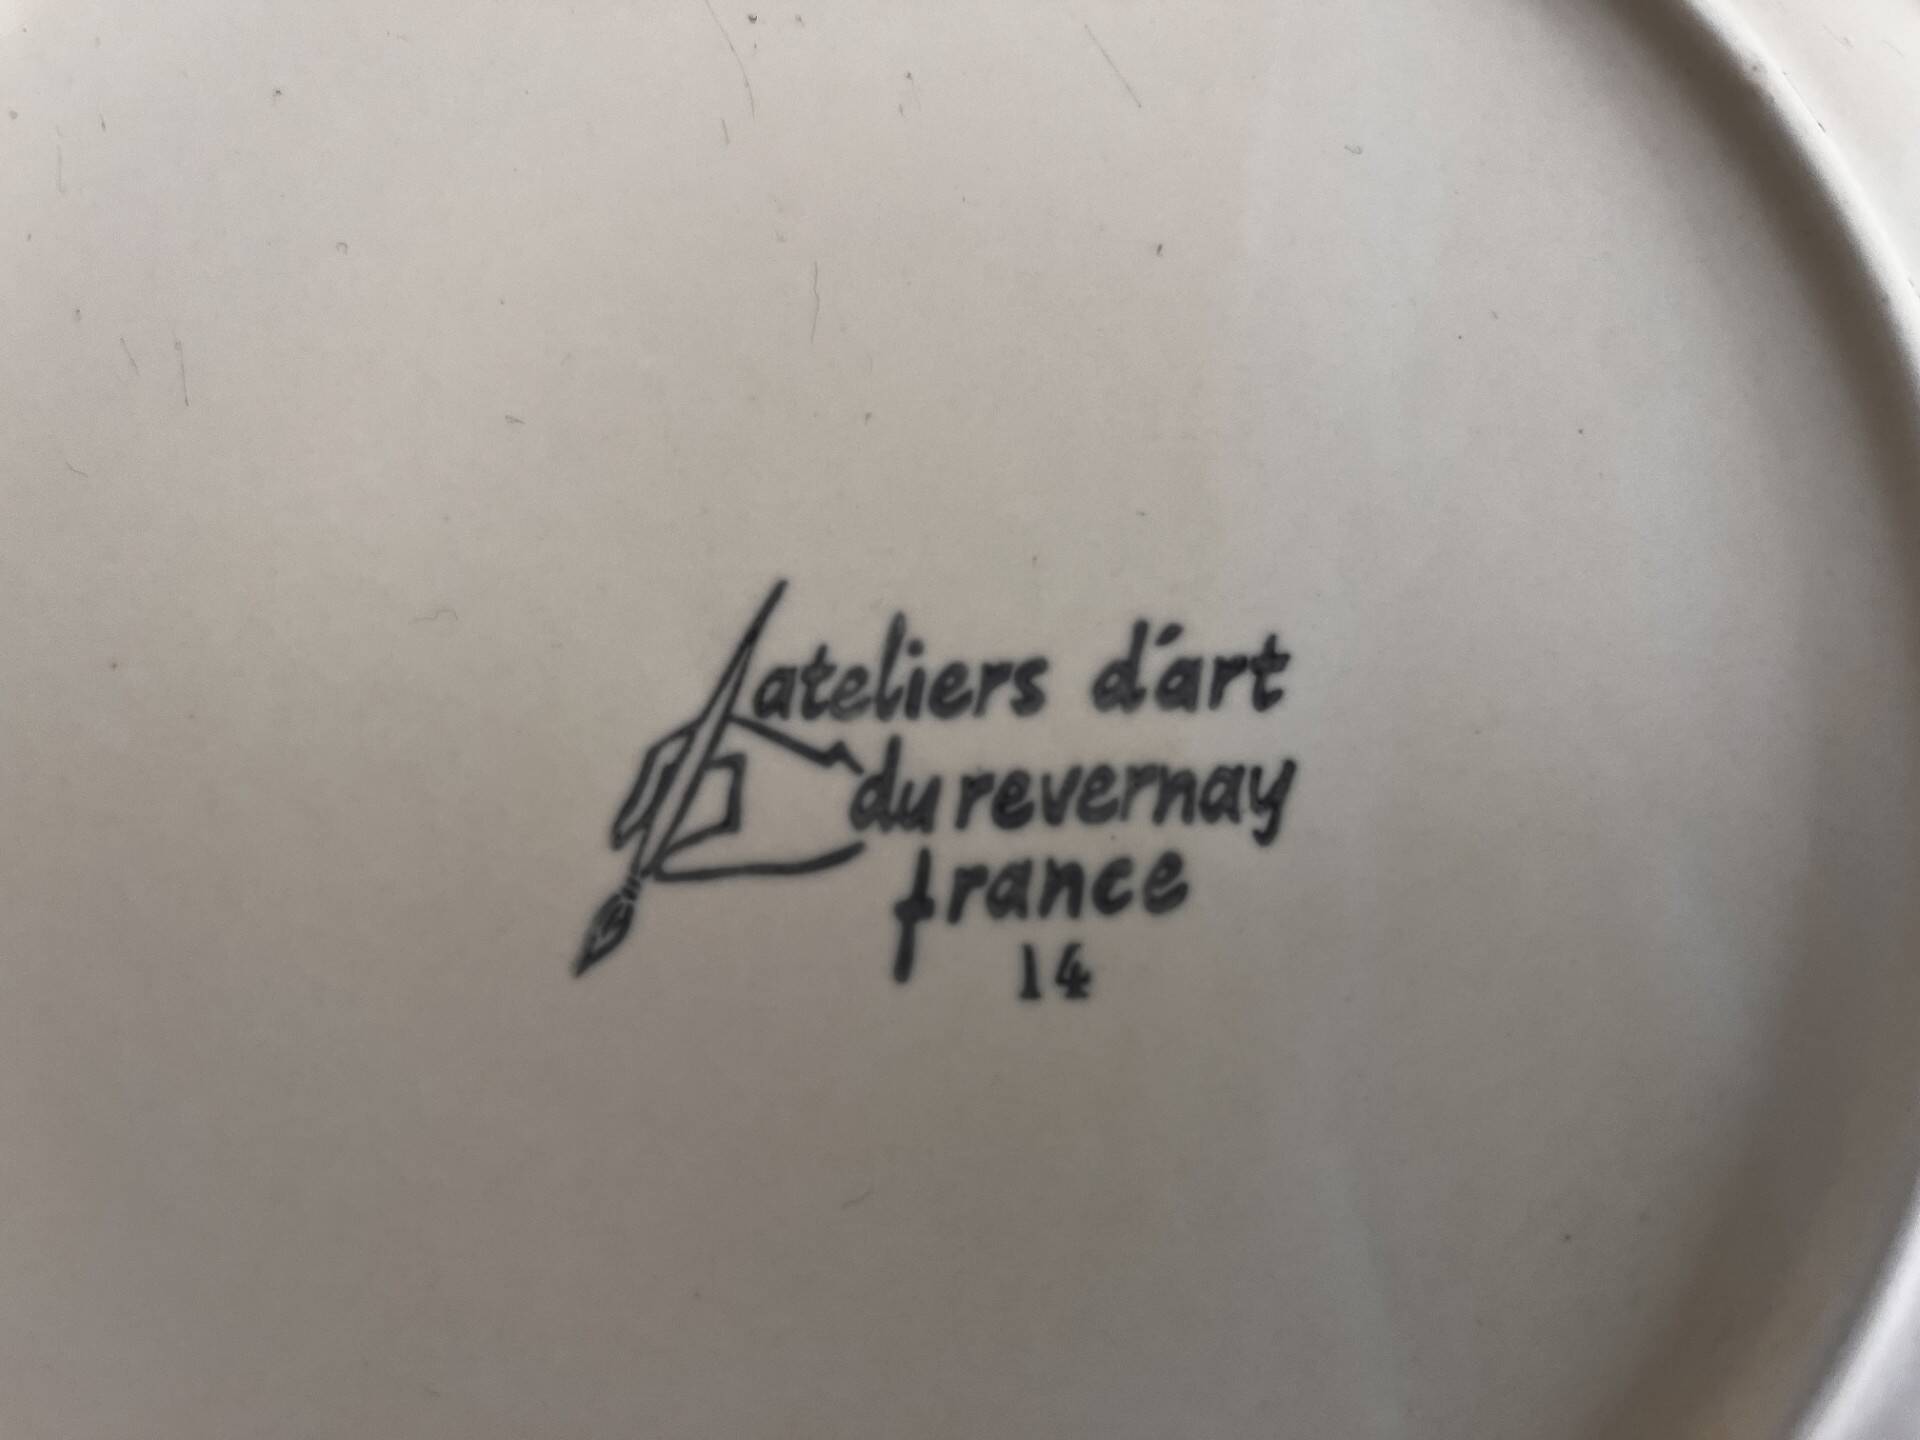 ateliers d'art
du revernay
france
14